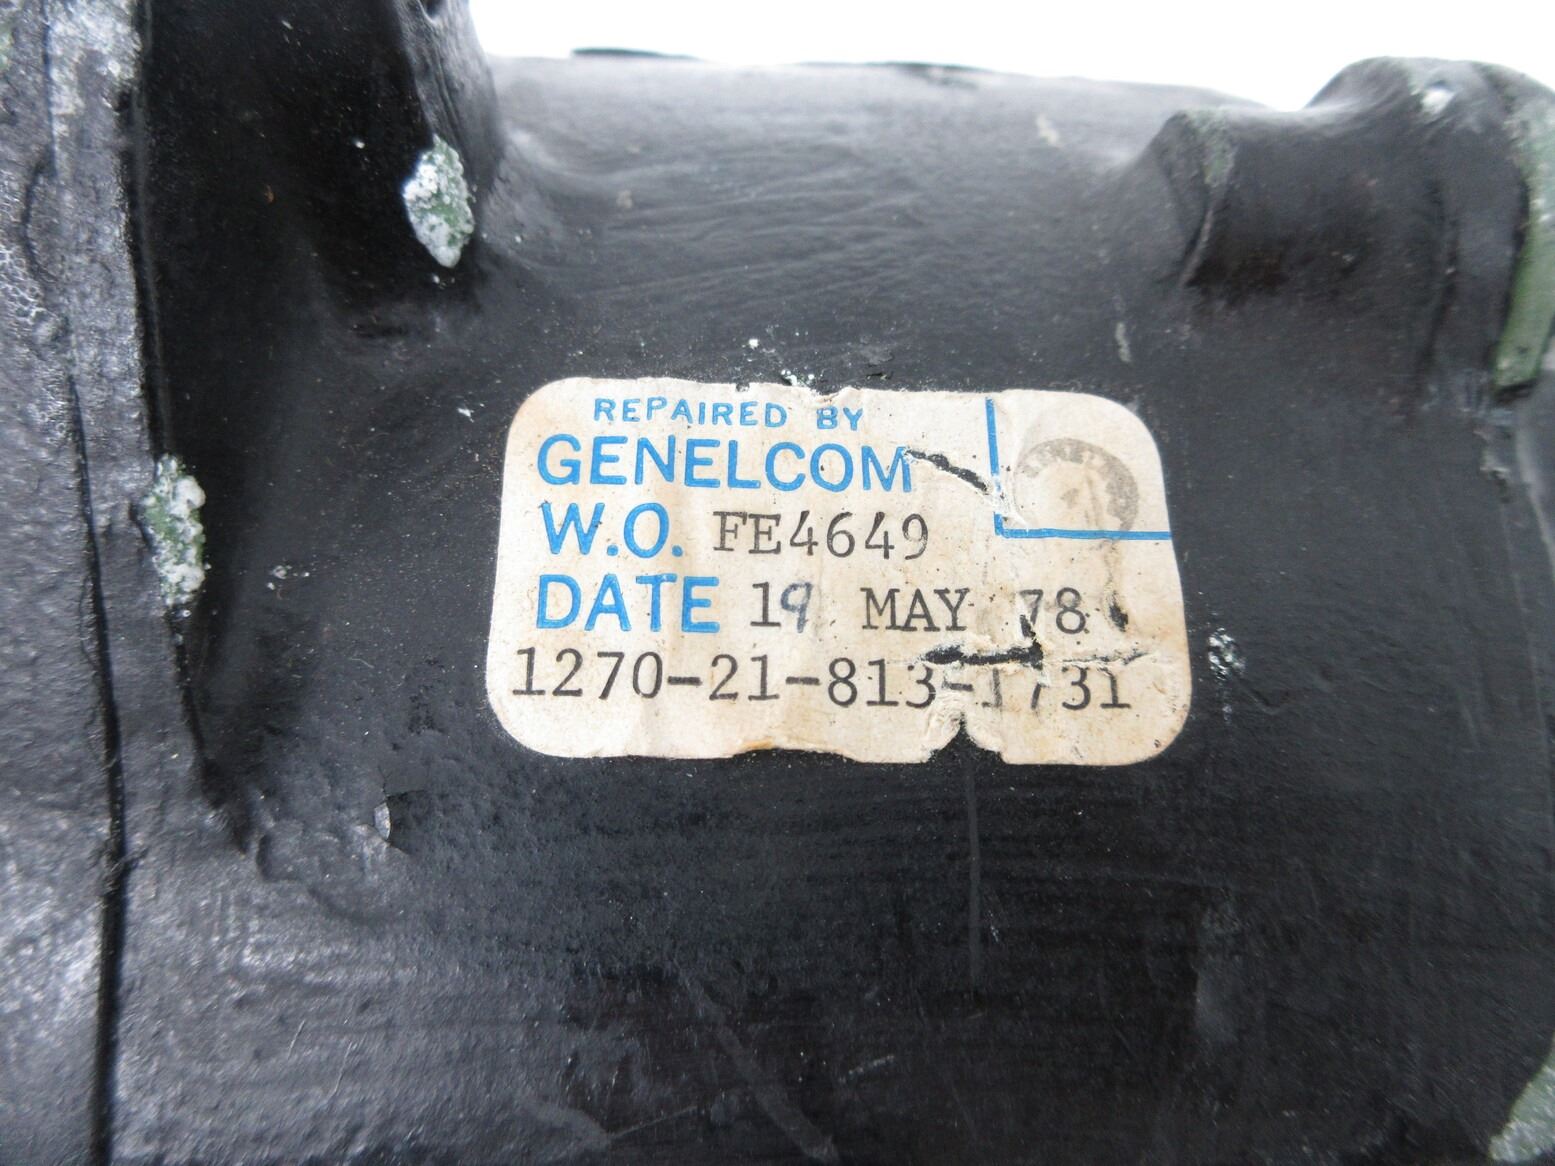 REPAIRED BY
GENELCOM
W.O. FE4649
DATE 19 MAY 78
1270-21-813-1731